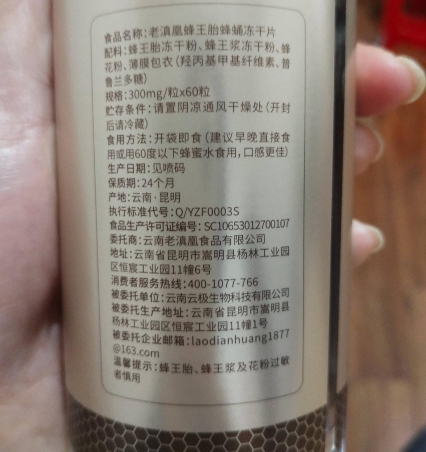 食品名称：老滇凰蜂王胎蜂蛹冻干片
配料：蜂王胎冻干粉、蜂王浆冻干粉、蜂
花粉、薄膜包衣（羟丙基甲基纤维素、普
鲁兰多糖）
规格：300mg/粒x60粒
贮存条件：请置阴凉通风干燥处（开封
后请冷藏）
食用方法：开袋即食（建议早晚直接食
用或用60度以下蜂蜜水食用，口感更佳）
生产日期：见喷码
保质期：24个月
产地：云南·昆明
执行标准代号：Q/YZF0003S
食品生产许可证编号：SC10653012700107
委托商：云南老滇凰食品有限公司
地址：云南省昆明市嵩明县杨林工业园
区恒宸工业园11幢6号
消费者服务热线：400-1077-766
被委托单位：云南云极生物科技有限公司
被委托生产地址：云南省昆明市嵩明县
杨林工业园区恒宸工业园11幢1号
被委托企业邮箱：laodianhuang1877
@163.com
温馨提示：蜂王胎、蜂王浆及花粉过敏
者慎用